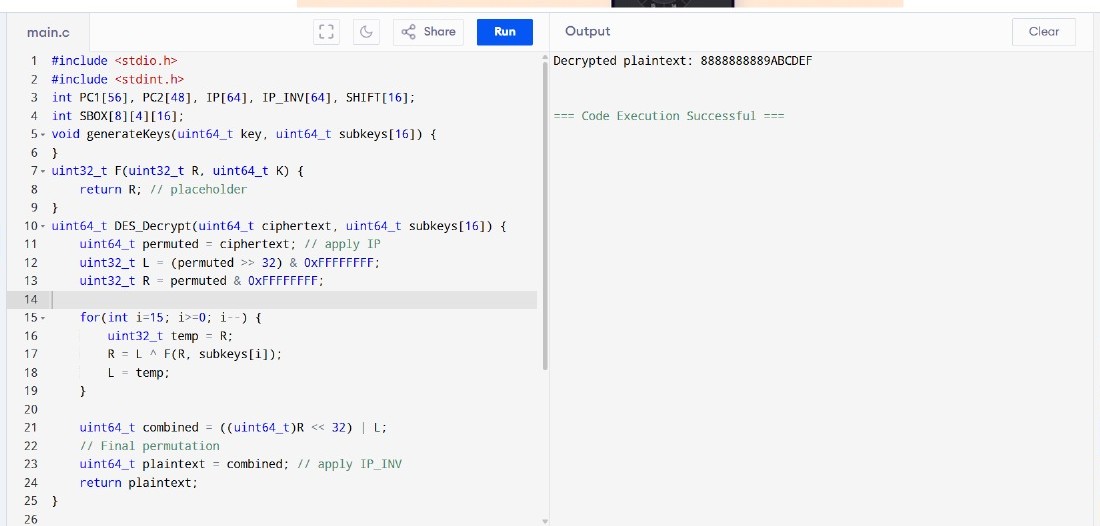 main.c
Share
Run
Output
Clear
1 #include <stdio.h>
2 #include <stdint.h>
3 int PC1[56], PC2[48], IP[64], IP_INV[64], SHIFT[16];
4 int SBOX[8][4][16];
5 void generateKeys(uint64_t key, uint64_t subkeys[16]) {
6 }
7 uint32_t F(uint32_t R, uint64_t K) {
8     return R; // placeholder
9 }
10 uint64_t DES_Decrypt(uint64_t ciphertext, uint64_t subkeys[16]) {
11     uint64_t permuted = ciphertext; // apply IP
12     uint32_t L = (permuted >> 32) & 0xFFFFFFFF;
13     uint32_t R = permuted & 0xFFFFFFFF;
14
15     for(int i=15; i>=0; i--) {
16         uint32_t temp = R;
17         R = L ^ F(R, subkeys[i]);
18         L = temp;
19     }
20
21     uint64_t combined = ((uint64_t)R << 32) | L;
22     // Final permutation
23     uint64_t plaintext = combined; // apply IP_INV
24     return plaintext;
25 }
26
Decrypted plaintext: 8888888889ABCDEF
=== Code Execution Successful ===